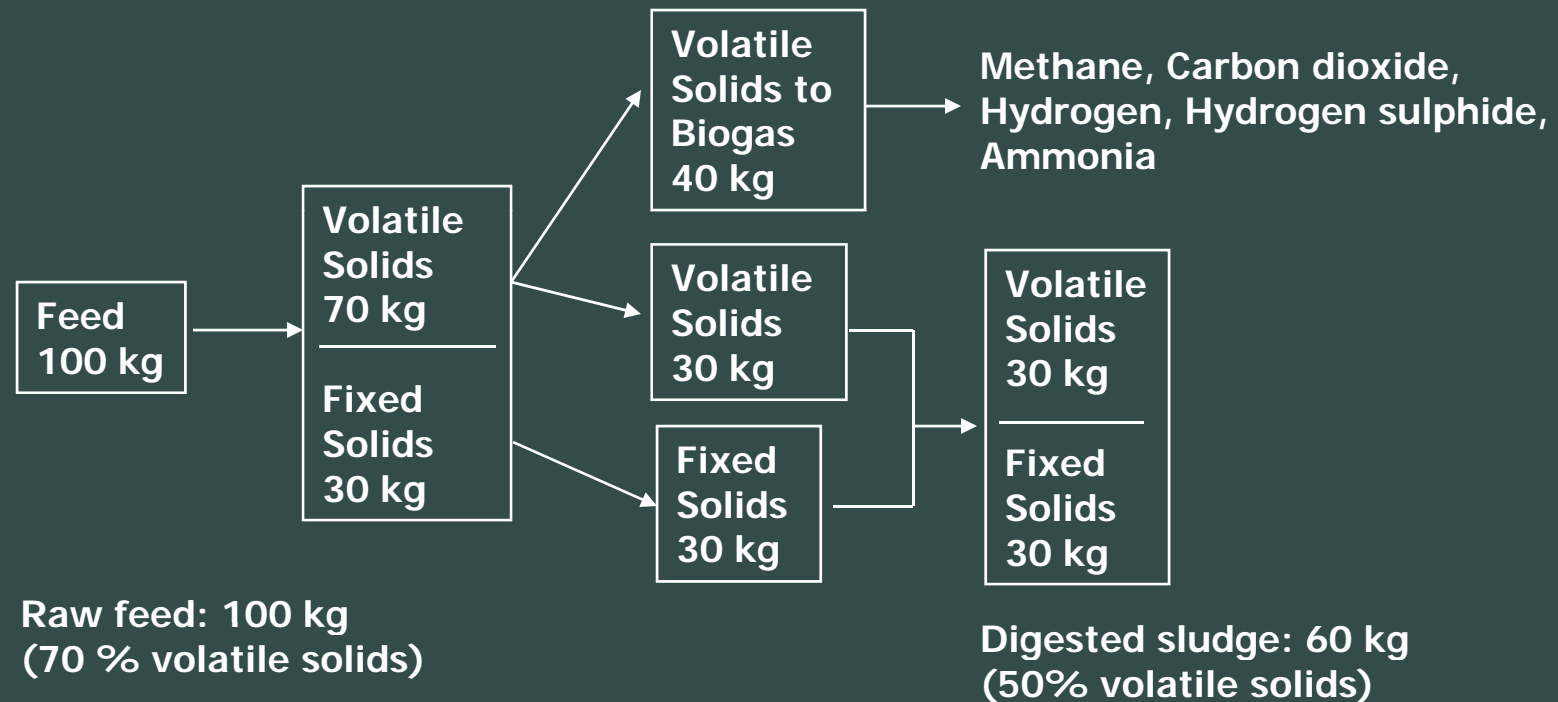 Feed
100 kg
Volatile
Solids
70 kg
Fixed
Solids
30 kg
Volatile
Solids to
Biogas
40 kg
Methane, Carbon dioxide,
Hydrogen, Hydrogen sulphide,
Ammonia
Volatile
Solids
30 kg
Fixed
Solids
30 kg
Volatile
Solids
30 kg
Fixed
Solids
30 kg
Raw feed: 100 kg
(70 % volatile solids)
Digested sludge: 60 kg
(50% volatile solids)